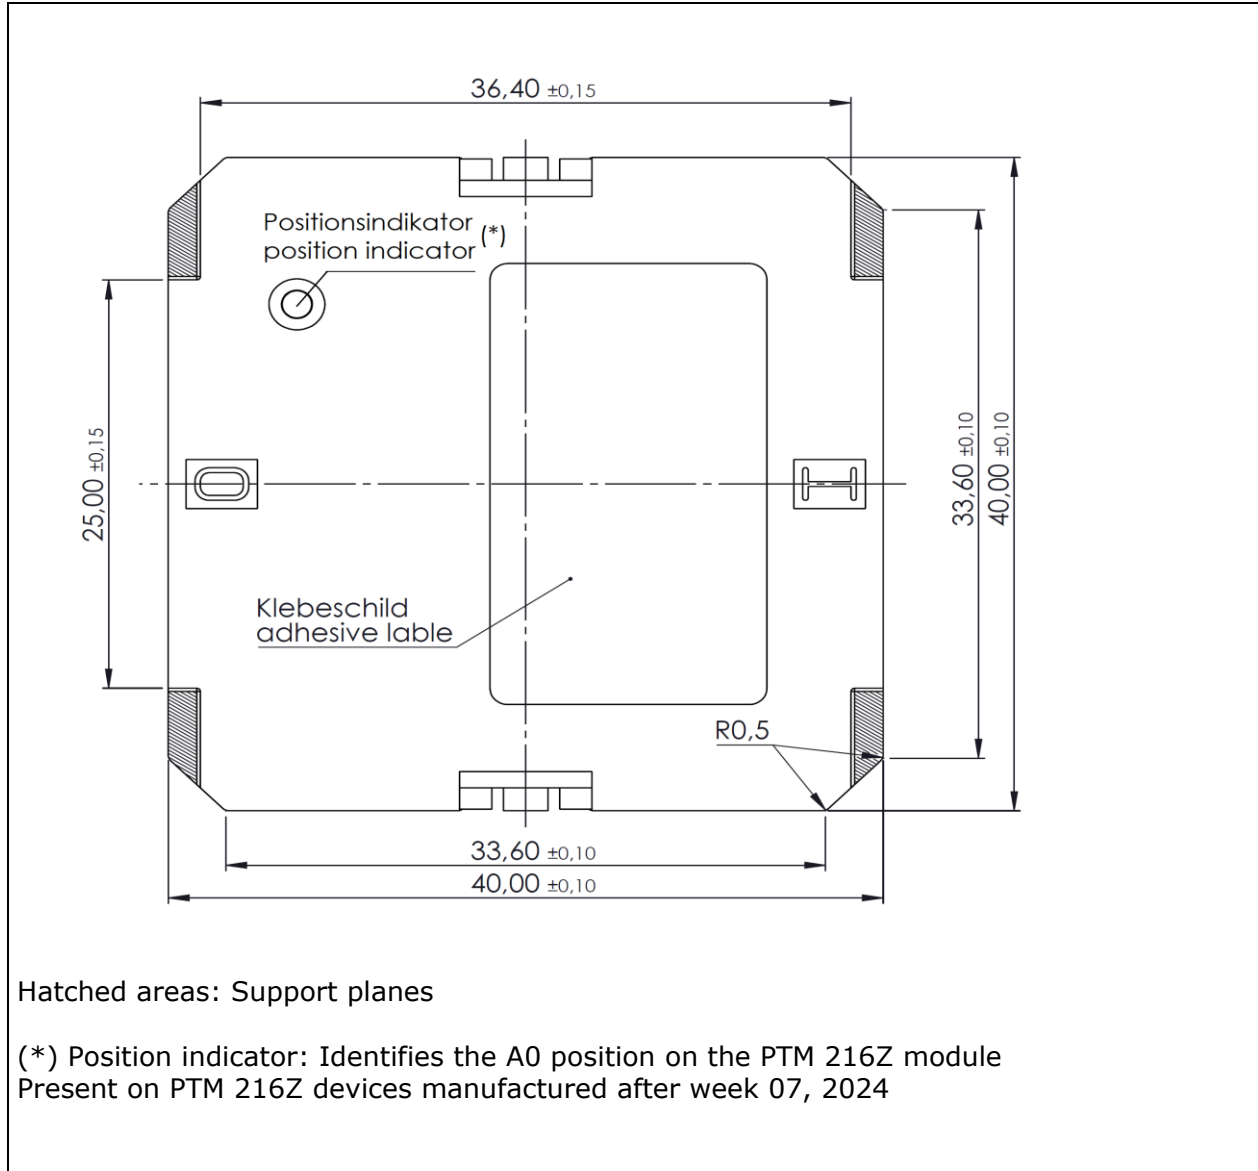 36,40 ±0,15
Positionsindikator
position indicator (*)
25,00 ±0,15
33,60 ±0,10
40,00 ±0,10
O
I
Klebeschild
adhesive lable
R0,5
33,60 ±0,10
40,00 ±0,10
Hatched areas: Support planes
(*) Position indicator: Identifies the A0 position on the PTM 216Z module
Present on PTM 216Z devices manufactured after week 07, 2024